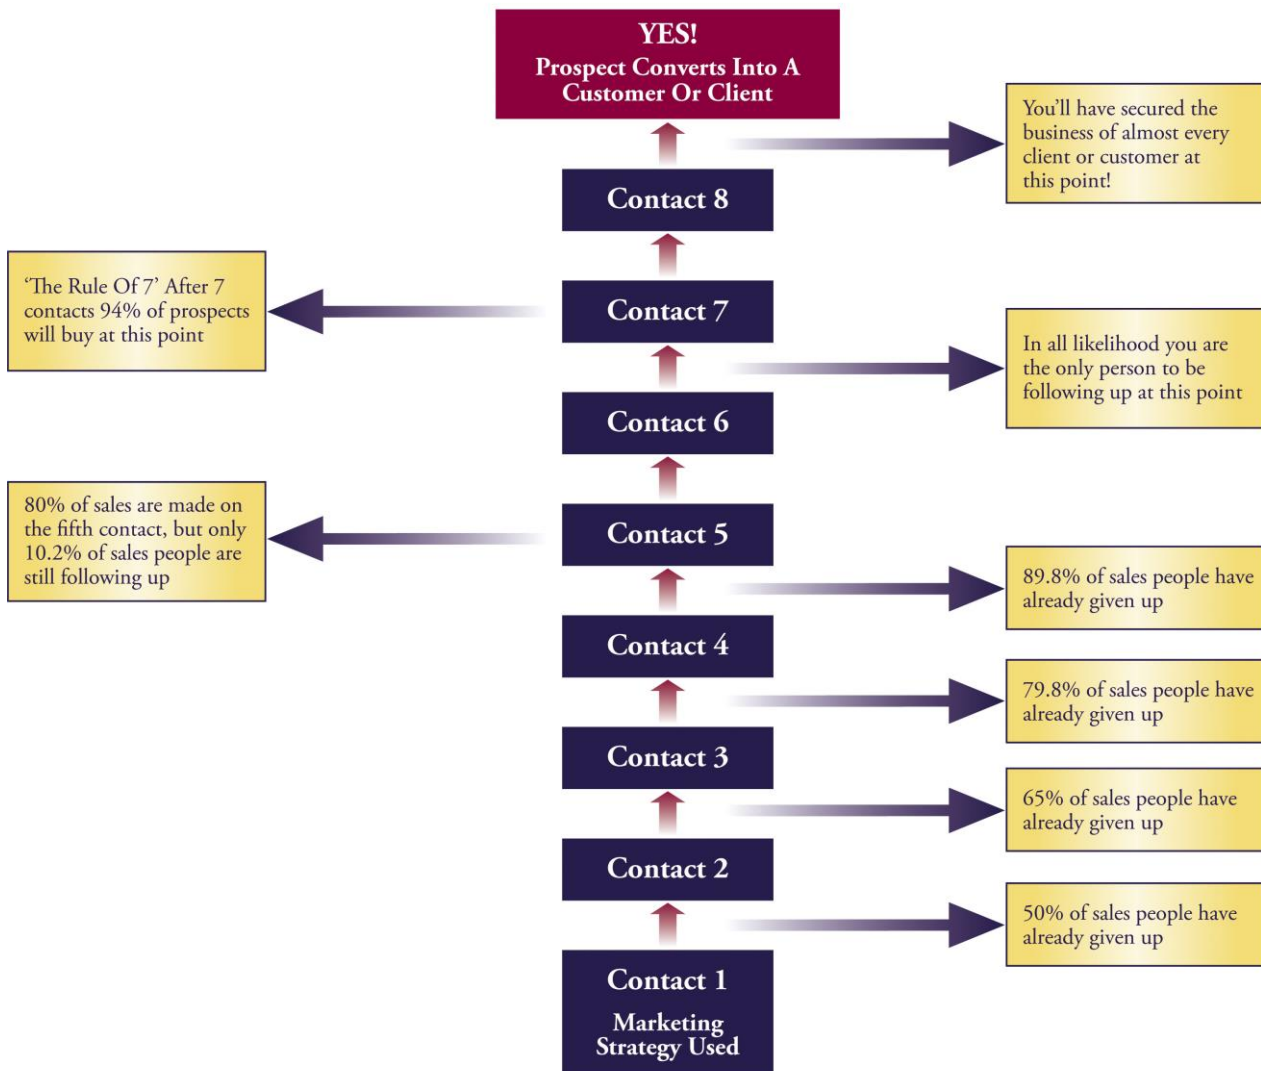 YES!
Prospect Converts Into A
Customer Or Client
You'll have secured the
business of almost every
client or customer at
this point!
Contact 8
'The Rule Of 7' After 7
contacts 94% of prospects
will buy at this point
Contact 7
In all likelihood you are
the only person to be
following up at this point
Contact 6
80% of sales are made on
the fifth contact, but only
10.2% of sales people are
still following up
Contact 5
89.8% of sales people have
already given up
Contact 4
79.8% of sales people have
already given up
Contact 3
65% of sales people have
already given up
Contact 2
50% of sales people have
already given up
Contact 1
Marketing
Strategy Used